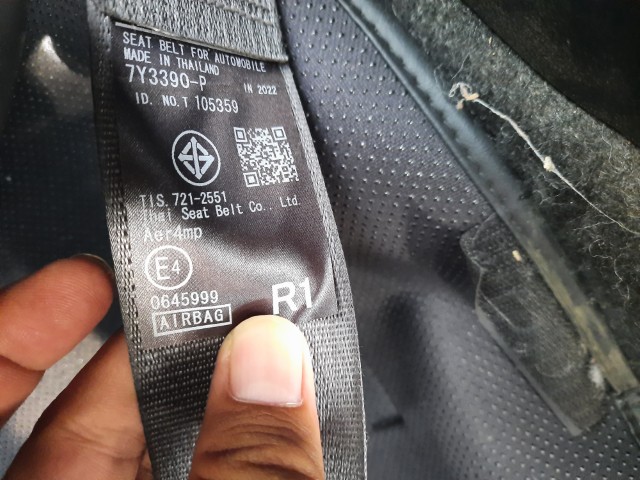 SEAT BELT FOR AUTOMOBILE
MADE IN THAILAND
7Y3390-P IN 2022
ID. NO.T 105359
TIS. 721-2551
Thai Seat Belt Co., Ltd.
Aer4mp
E4
0645999
R1
AIRBAG